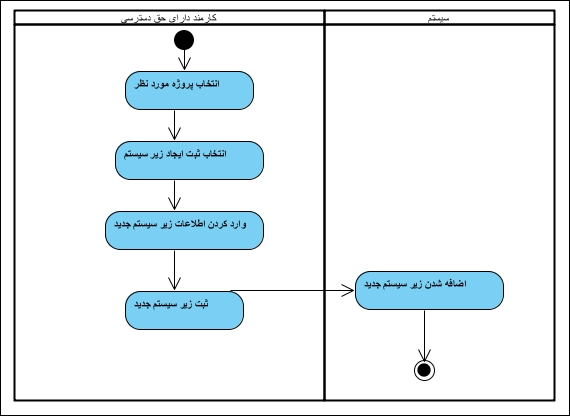 کارمند دارای حق دسترسی
سیستم
انتخاب پروژه مورد نظر
انتخاب ثبت ایجاد زیر سیستم
وارد کردن اطلاعات زیر سیستم جدید
ثبت زیر سیستم جدید
اضافه شدن زیر سیستم جدید